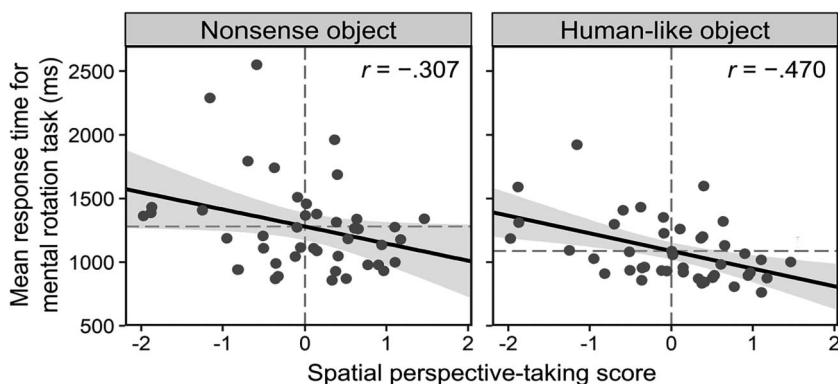 Nonsense object
Human-like object
r = −.307
r = −.470
Mean response time for
mental rotation task (ms)
2500
2000
1500
1000
500
-2 -1 0 1 2
-2 -1 0 1 2
Spatial perspective-taking score